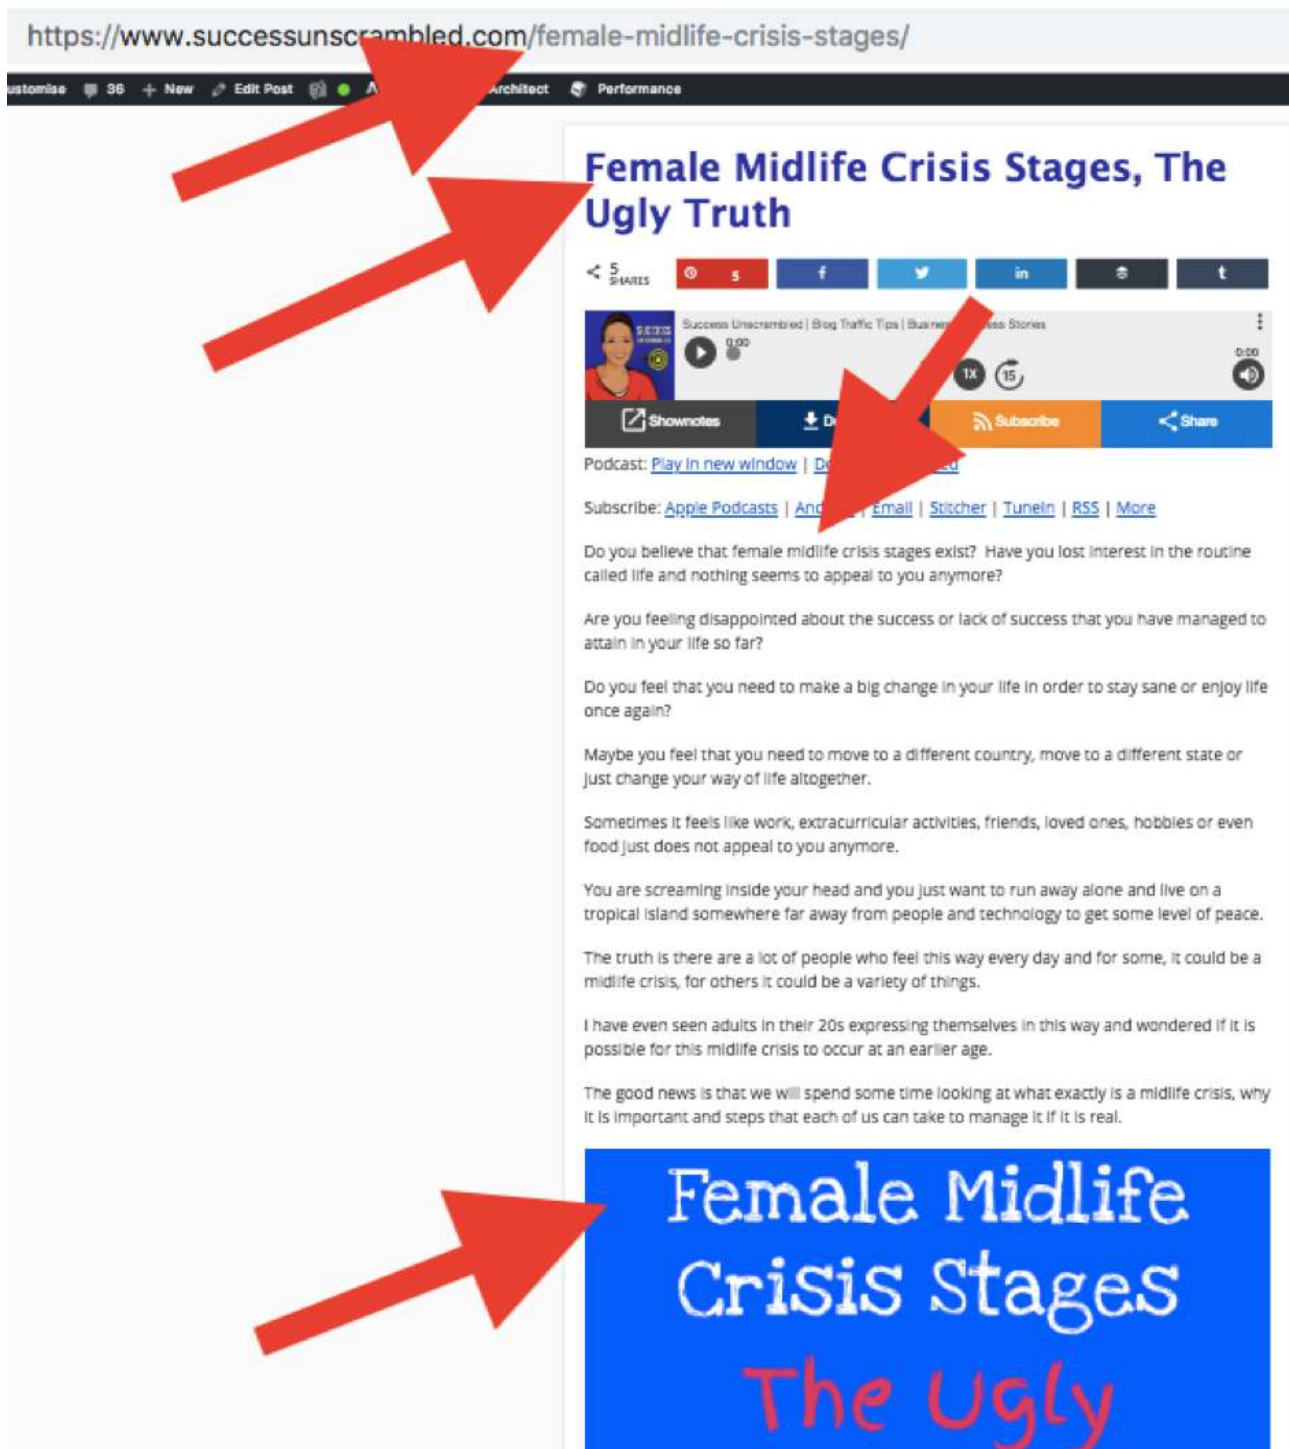 https://www.successunscrambled.com/female-midlife-crisis-stages/
ustomise 36 New Edit Post Architect Performance
Female Midlife Crisis Stages, The
Ugly Truth
5
SHARES
5 f in t
Success Unscrambled | Blog Traffic Tips | Business Success Stories
SUCCESS
UNSCRAMBLED
0:00
0:00
1X 15
Shownotes Subscribe Share
Podcast: Play in new window |
Subscribe: Apple Podcasts | | Email | Stitcher | TuneIn | RSS | More
Do you believe that female midlife crisis stages exist? Have you lost interest in the routine
called life and nothing seems to appeal to you anymore?
Are you feeling disappointed about the success or lack of success that you have managed to
attain in your life so far?
Do you feel that you need to make a big change in your life in order to stay sane or enjoy life
once again?
Maybe you feel that you need to move to a different country, move to a different state or
just change your way of life altogether.
Sometimes it feels like work, extracurricular activities, friends, loved ones, hobbies or even
food just does not appeal to you anymore.
You are screaming inside your head and you just want to run away alone and live on a
tropical island somewhere far away from people and technology to get some level of peace.
The truth is there are a lot of people who feel this way every day and for some, it could be a
midlife crisis, for others it could be a variety of things.
I have even seen adults in their 20s expressing themselves in this way and wondered if it is
possible for this midlife crisis to occur at an earlier age.
The good news is that we will spend some time looking at what exactly is a midlife crisis, why
it is important and steps that each of us can take to manage it if it is real.
Female Midlife
Crisis Stages
The Ugly